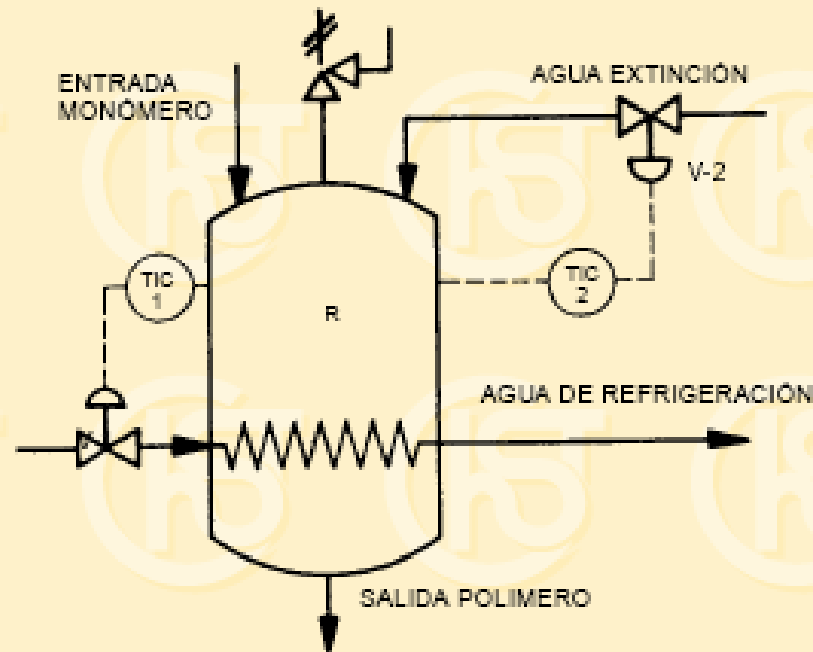 ENTRADA
MONÓMERO
AGUA EXTINCIÓN
V-2
TIC
1
TIC
2
R
AGUA DE REFRIGERACIÓN
SALIDA POLIMERO